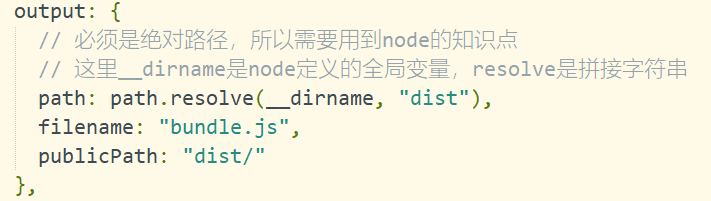 output: {
// 必须是绝对路径，所以需要用到node的知识点
// 这里__dirname是node定义的全局变量，resolve是拼接字符串
path: path.resolve(__dirname, "dist"),
filename: "bundle.js",
publicPath: "dist/"
},